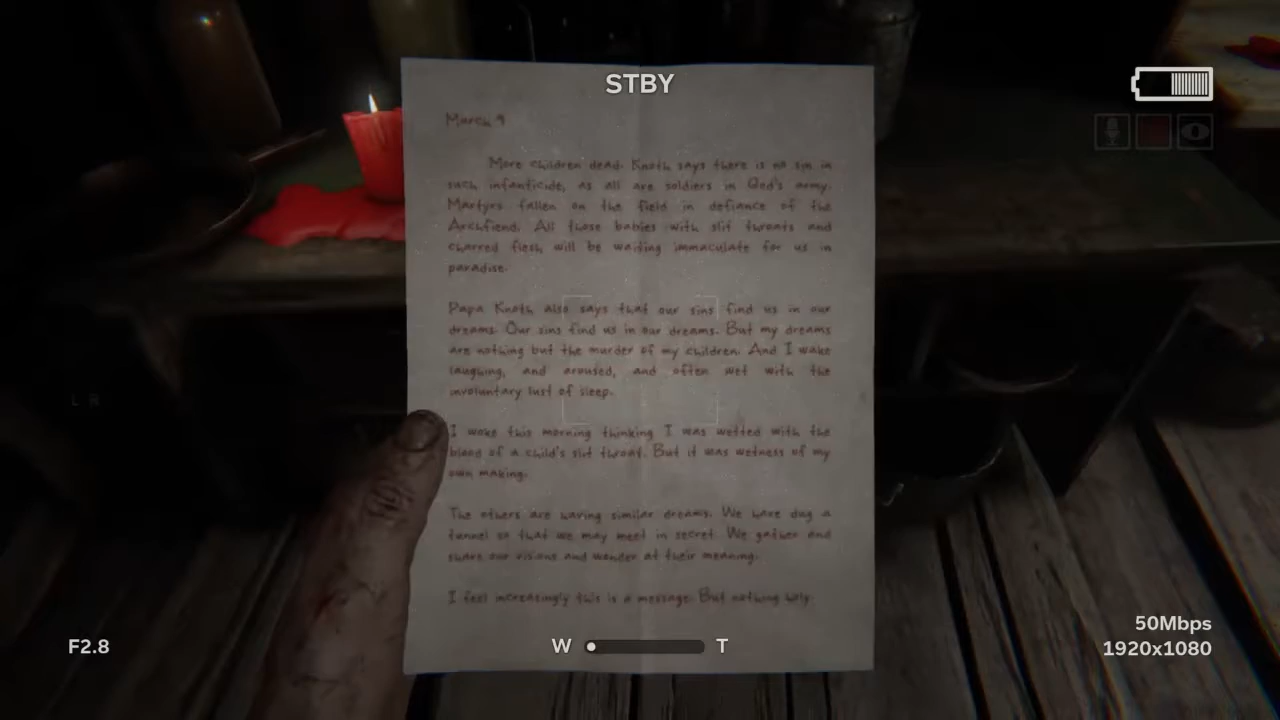 STBY
March 9
More children dead. Knoth says there is no sin in
such infanticide, as all are soldiers in God's army.
Martyrs fallen on the field in defiance of the
Archfiend. All those babies with slit throats and
charred flesh will be waiting immaculate for us in
paradise.
Papa Knoth also says that our sins find us in our
dreams. Our sins find us in our dreams. But my dreams
are nothing but the murder of my children. And I wake
laughing, and aroused, and often wet with the
involuntary lust of sleep.
I woke this morning thinking I was wetted with the
blood of a child's slit throat. But it was wetness of my
own making.
The others are having similar dreams. We have dug a
tunnel so that we may meet in secret. We gather and
share our visions and wonder at their meaning.
I feel increasingly this is a message. But nothing holy.
F2.8
W T
50Mbps
1920x1080